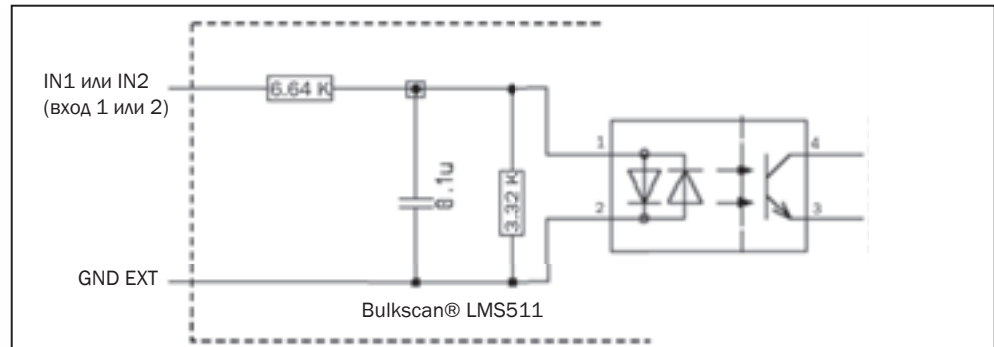 IN1 или IN2
(вход 1 или 2)
6.64 K
0.1u
3.32 K
1
2
4
3
GND EXT
Bulkscan® LMS511